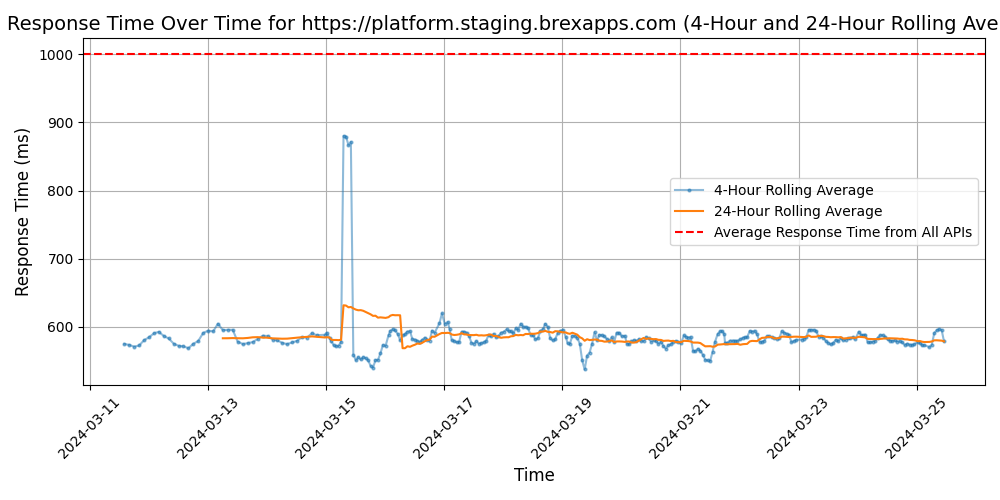 Response Time Over Time for https://platform.staging.brexapps.com (4-Hour and 24-Hour Rolling Ave
1000
900
800
700
600
Response Time (ms)
4-Hour Rolling Average
24-Hour Rolling Average
Average Response Time from All APIs
2024-03-11
2024-03-13
2024-03-15
2024-03-17
2024-03-19
2024-03-21
2024-03-23
2024-03-25
Time